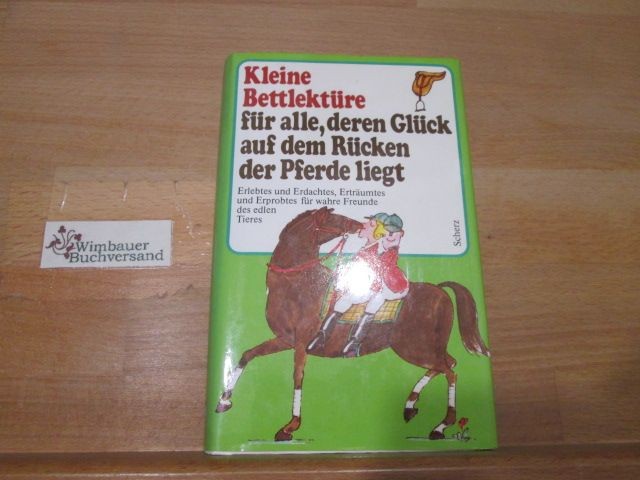 Kleine
Bettlektüre
für alle, deren Glück
auf dem Rücken
der Pferde liegt
Erlebtes und Erdachtes, Erträumtes
und Erprobtes für wahre Freunde
des edlen
Tieres
Scherz
Wimbauer
Buchversand